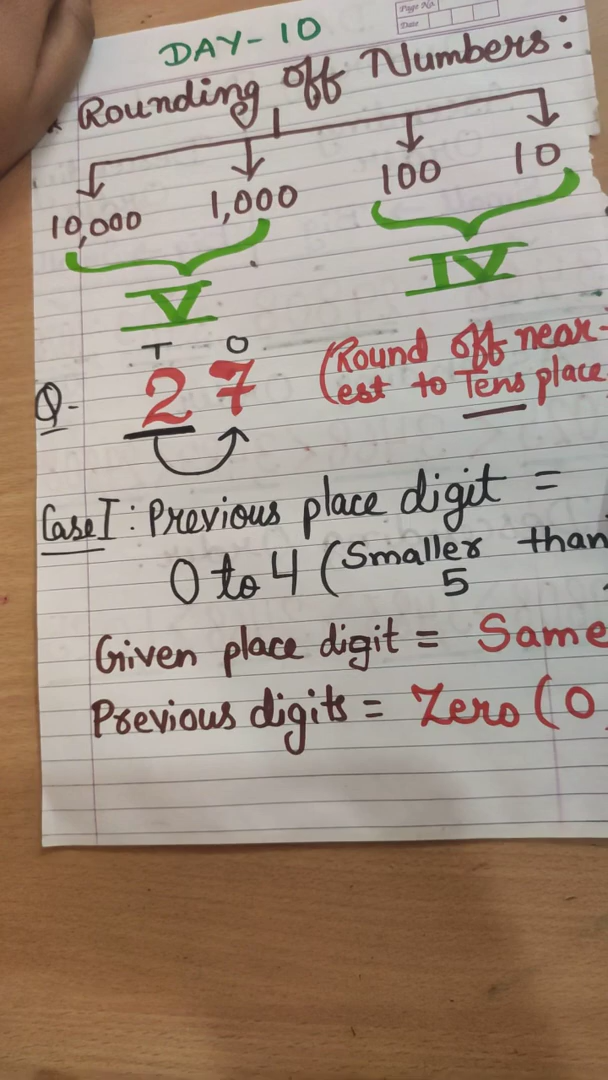 Page No.
Date
DAY-10
* Rounding off Numbers:
10,000 1,000 100 10
V IV
T O
Q- 27 (Round off near-
est to Tens place
Case I: Previous place digit =
0 to 4 (Smaller than
5
Given place digit = Same
Previous digits = Zero (0